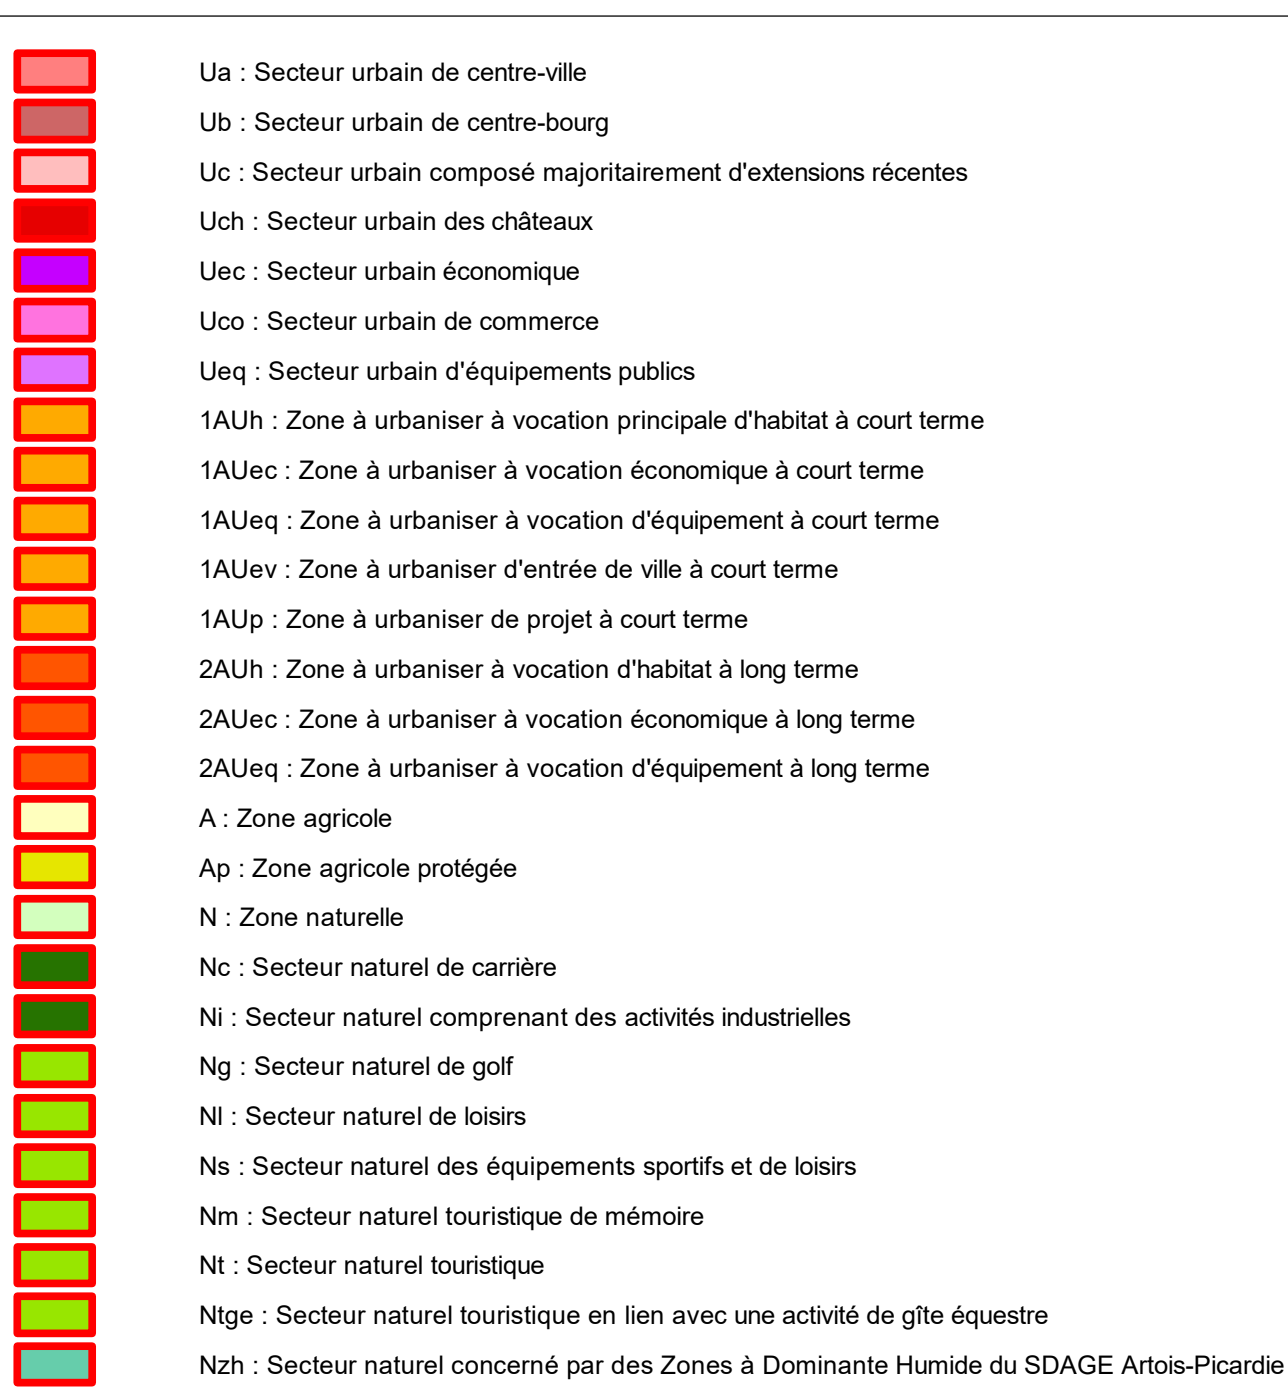 Ua : Secteur urbain de centre-ville
Ub : Secteur urbain de centre-bourg
Uc : Secteur urbain composé majoritairement d'extensions récentes
Uch : Secteur urbain des châteaux
Uec : Secteur urbain économique
Uco : Secteur urbain de commerce
Ueq : Secteur urbain d'équipements publics
1AUh : Zone à urbaniser à vocation principale d'habitat à court terme
1AUec : Zone à urbaniser à vocation économique à court terme
1AUeq : Zone à urbaniser à vocation d'équipement à court terme
1AUev : Zone à urbaniser d'entrée de ville à court terme
1AUp : Zone à urbaniser de projet à court terme
2AUh : Zone à urbaniser à vocation d'habitat à long terme
2AUec : Zone à urbaniser à vocation économique à long terme
2AUeq : Zone à urbaniser à vocation d'équipement à long terme
A : Zone agricole
Ap : Zone agricole protégée
N : Zone naturelle
Nc : Secteur naturel de carrière
Ni : Secteur naturel comprenant des activités industrielles
Ng : Secteur naturel de golf
Nl : Secteur naturel de loisirs
Ns : Secteur naturel des équipements sportifs et de loisirs
Nm : Secteur naturel touristique de mémoire
Nt : Secteur naturel touristique
Ntge : Secteur naturel touristique en lien avec une activité de gîte équestre
Nzh : Secteur naturel concerné par des Zones à Dominante Humide du SDAGE Artois-Picardie